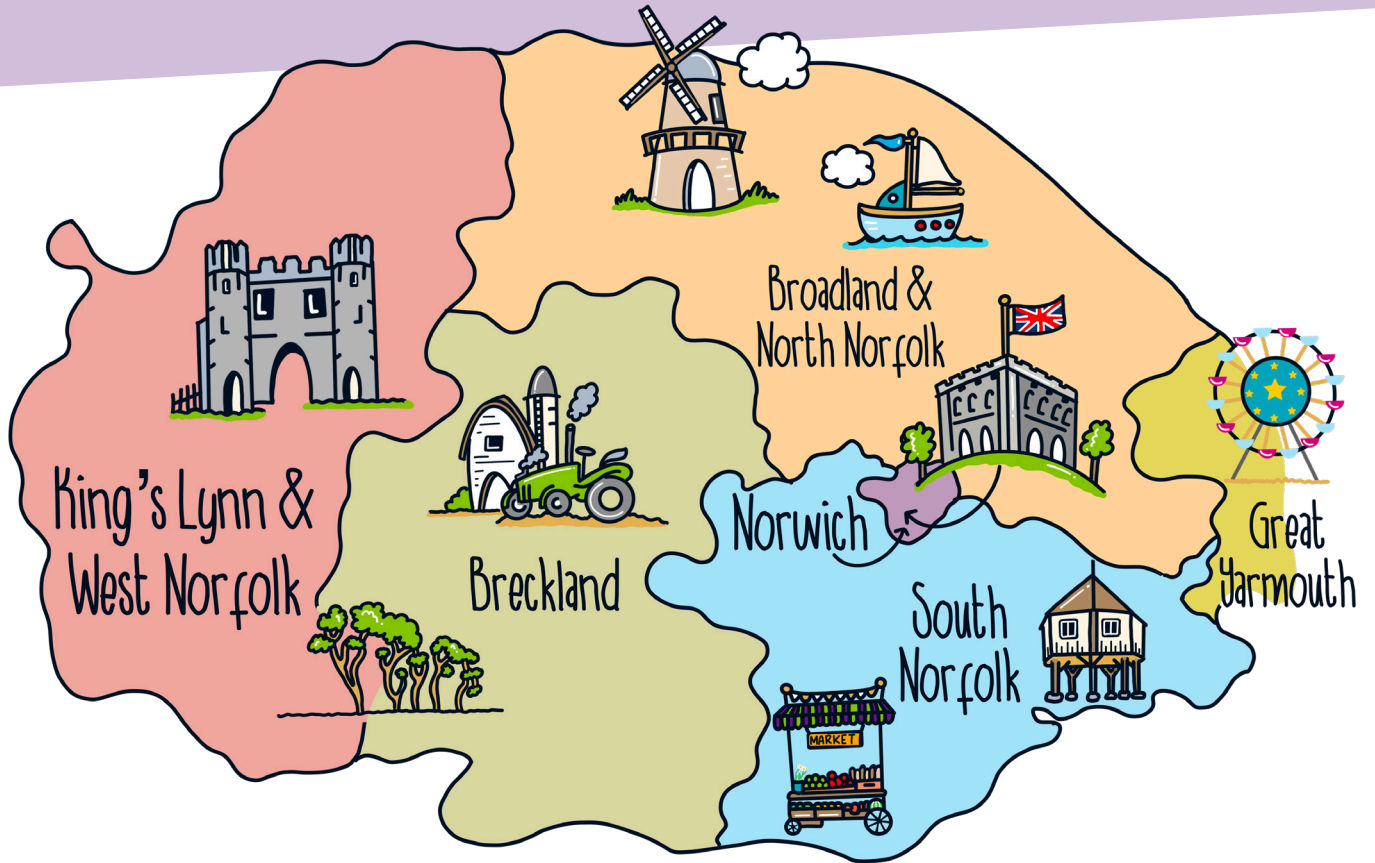 Broadland &
North Norfolk
King's Lynn &
West Norfolk
Breckland
Norwich
Great
Yarmouth
South
Norfolk
MARKET